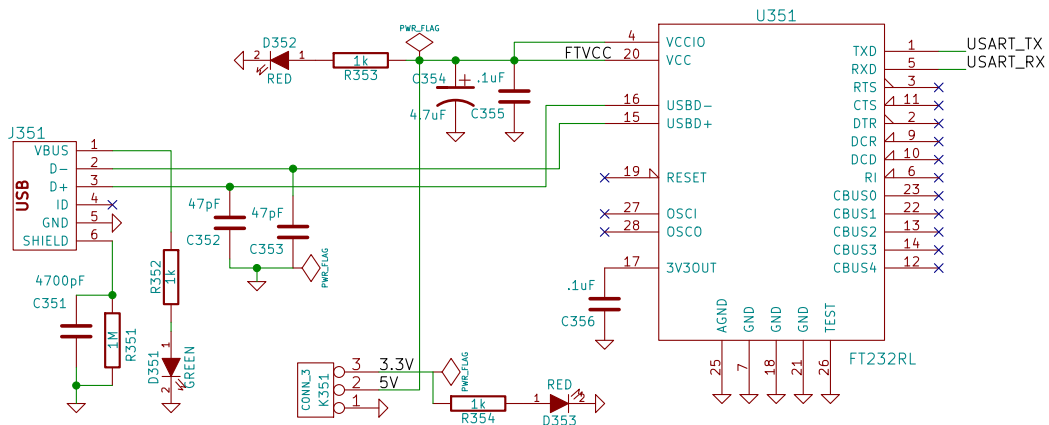 U351
PWR_FLAG
D352
2
1
RED
1k
R353
C354
4.7uF
.1uF
C355
FTVCC
4
20
VCCIO
VCC
16
15
USBD-
USBD+
19
RESET
27
28
OSCI
OSCO
17
3V3OUT
.1uF
C356
TXD
RXD
RTS
CTS
DTR
DCR
DCD
RI
CBUS0
CBUS1
CBUS2
CBUS3
CBUS4
1
5
3
11
2
9
10
6
23
22
13
14
12
USART_TX
USART_RX
AGND
GND
GND
GND
TEST
25
7
18
21
26
FT232RL
J351
USB
VBUS
D-
D+
ID
GND
SHIELD
1
2
3
4
5
6
47pF
C352
47pF
C353
PWR_FLAG
4700pF
C351
1M
R351
R352
1k
D351
1
2
GREEN
CONN_3
K351
3
2
1
3.3V
5V
PWR_FLAG
1k
R354
RED
1
2
D353